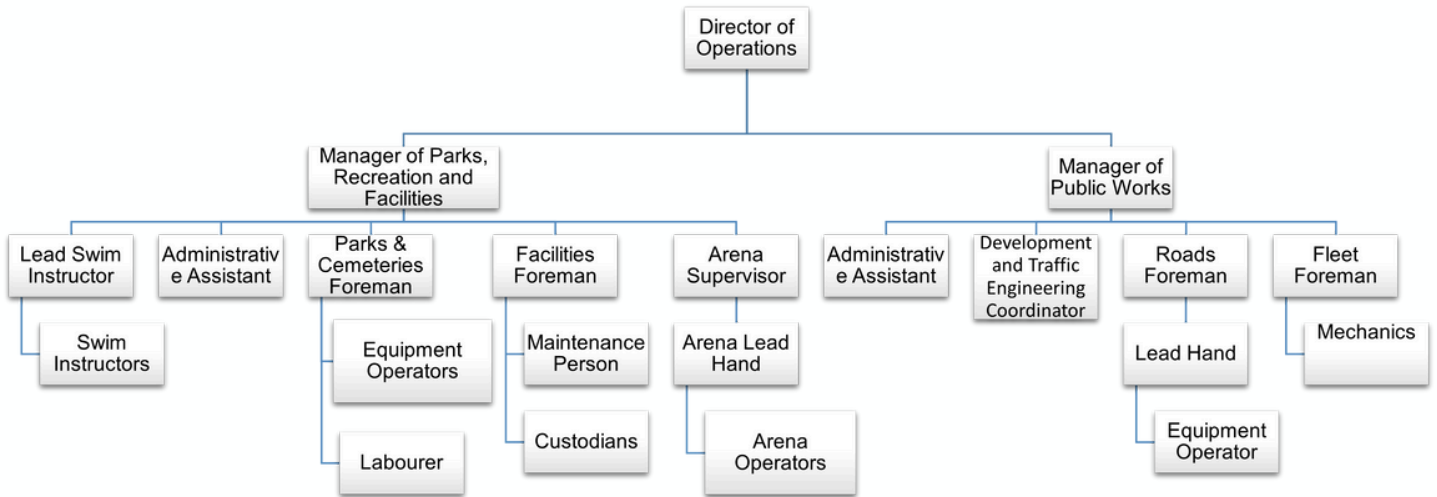 Director of
Operations
Manager of Parks,
Recreation and
Facilities
Manager of
Public Works
Lead Swim
Instructor
Administrativ
e Assistant
Parks &
Cemeteries
Foreman
Facilities
Foreman
Arena
Supervisor
Administrativ
e Assistant
Development
and Traffic
Engineering
Coordinator
Roads
Foreman
Fleet
Foreman
Swim
Instructors
Equipment
Operators
Maintenance
Person
Arena Lead
Hand
Lead Hand
Mechanics
Labourer
Custodians
Arena
Operators
Equipment
Operator